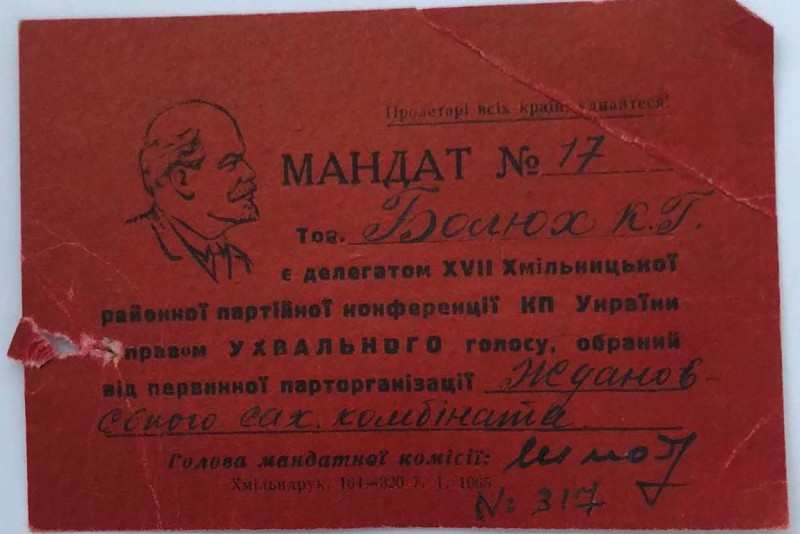 Пролетарі всіх країн, єднайтеся!
МАНДАТ № 17
Тов. Болюх К.Г.
є делегатом XVII Хмільницької
районної партійної конференції КП України
правом УХВАЛЬНОГО голосу, обраний
від первинної парторганізації Жданов-
ського сах. комбіната
Голова мандатної комісії:
Хмільндрук. 164—320 7. 1. 1965
№ 317